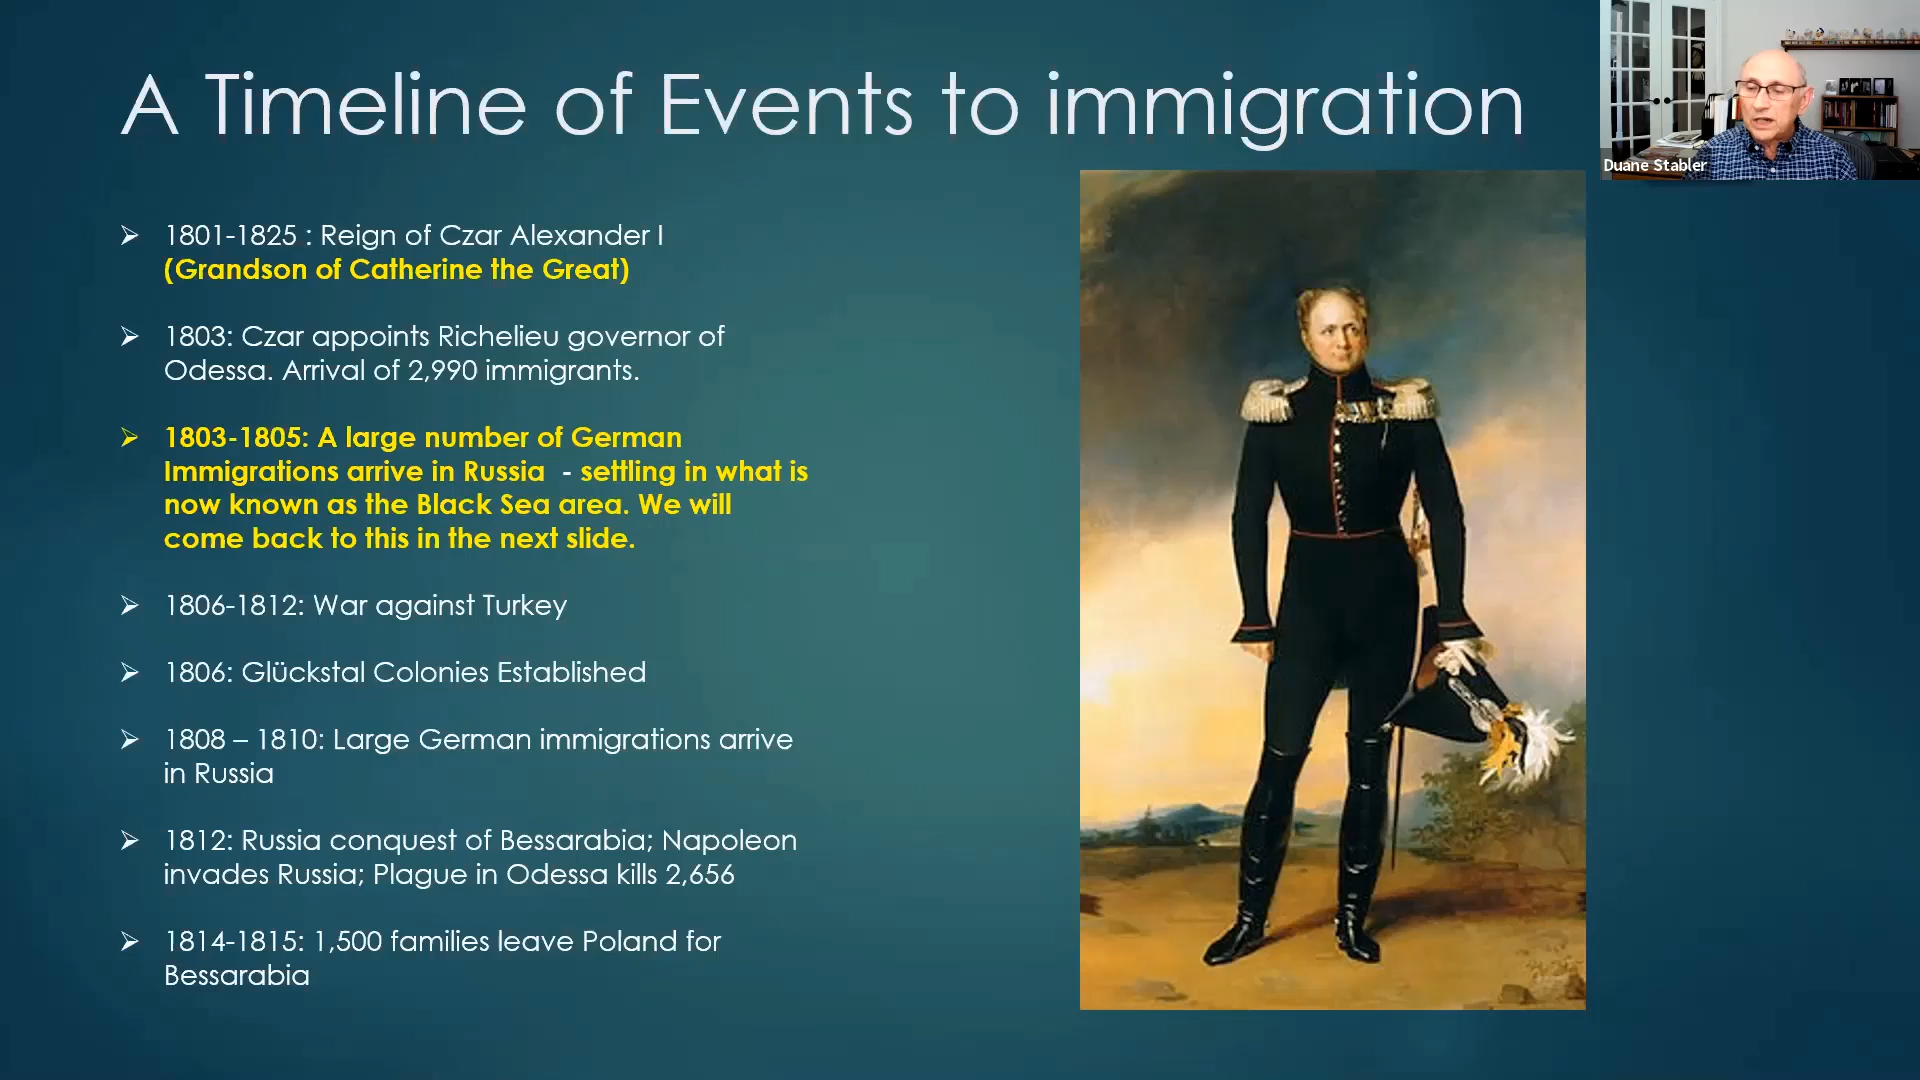 A Timeline of Events to immigration
Duane Stabler
1801-1825 : Reign of Czar Alexander I
(Grandson of Catherine the Great)
1803: Czar appoints Richelieu governor of
Odessa. Arrival of 2,990 immigrants.
1803-1805: A large number of German
Immigrations arrive in Russia - settling in what is
now known as the Black Sea area. We will
come back to this in the next slide.
1806-1812: War against Turkey
1806: Glückstal Colonies Established
1808 – 1810: Large German immigrations arrive
in Russia
1812: Russia conquest of Bessarabia; Napoleon
invades Russia; Plague in Odessa kills 2,656
1814-1815: 1,500 families leave Poland for
Bessarabia